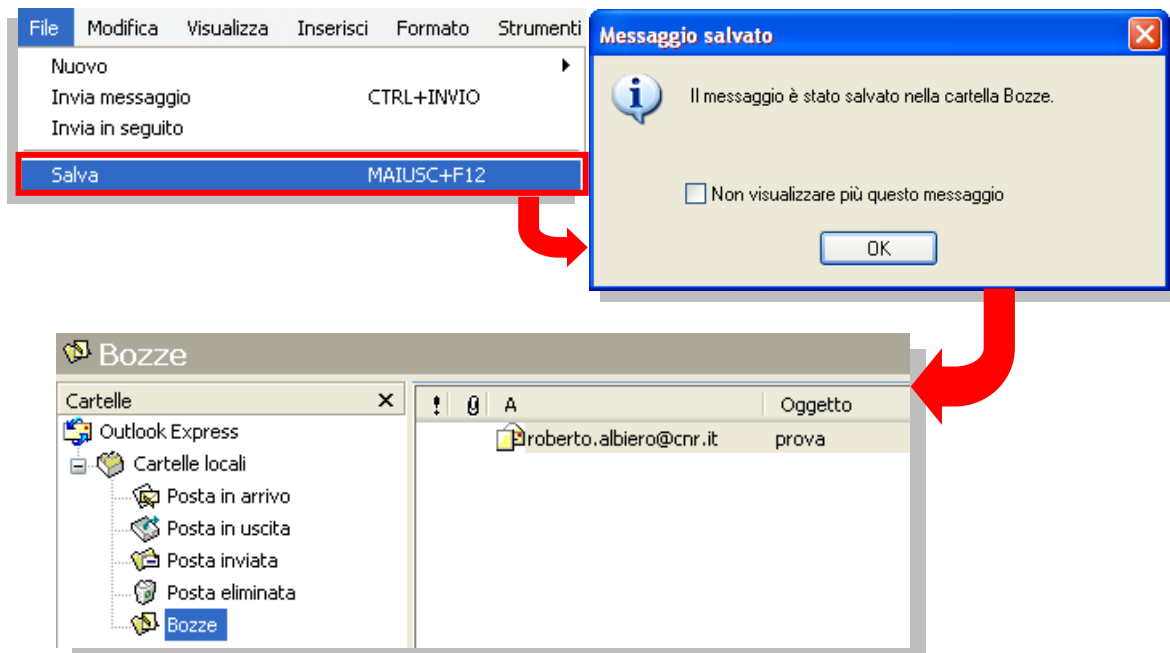 File Modifica Visualizza Inserisci Formato Strumenti
Nuovo
Invia messaggio CTRL+INVIO
Invia in seguito
Salva MAIUSC+F12
Messaggio salvato
Il messaggio è stato salvato nella cartella Bozze.
Non visualizzare più questo messaggio
OK
Bozze
Cartelle
Outlook Express
Cartelle locali
Posta in arrivo
Posta in uscita
Posta inviata
Posta eliminata
Bozze
! A Oggetto
roberto.albiero@cnr.it prova